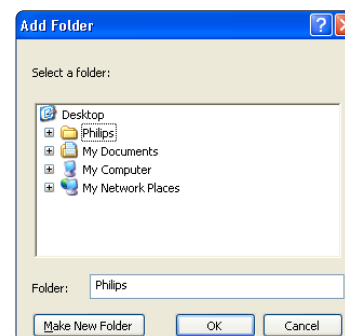 Add Folder
Select a folder:
Desktop
Philips
My Documents
My Computer
My Network Places
Folder: Philips
Make New Folder OK Cancel